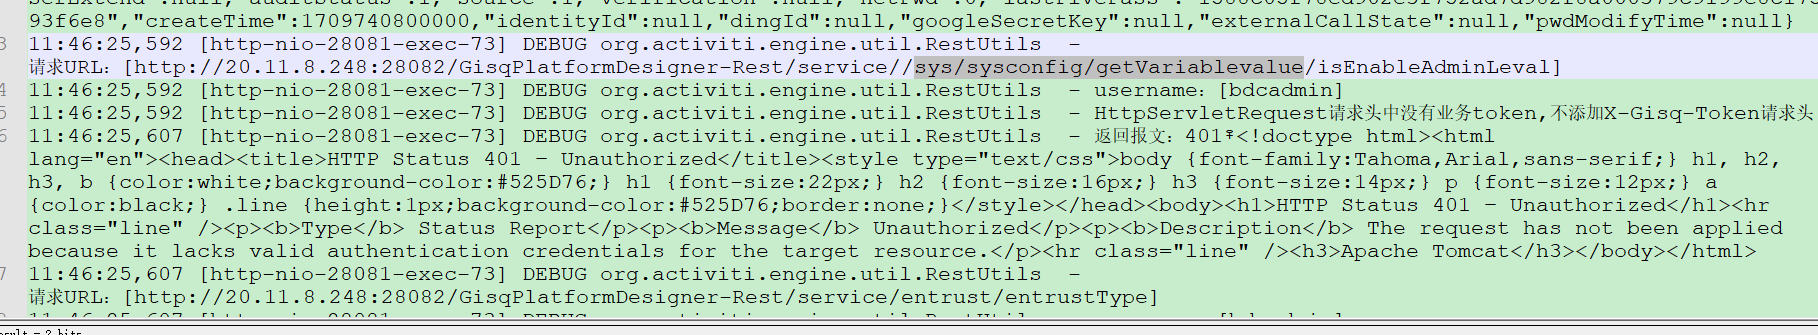 93f6e8","createTime":1709740800000,"identityId":null,"dingId":null,"googleSecretKey":null,"externalCallState":null,"pwdModifyTime":null}
3 11:46:25,592 [http-nio-28081-exec-73] DEBUG org.activiti.engine.util.RestUtils  -
请求URL：[http://20.11.8.248:28082/GisqPlatformDesigner-Rest/service//sys/sysconfig/getVariablevalue/isEnableAdminLeval]
4 11:46:25,592 [http-nio-28081-exec-73] DEBUG org.activiti.engine.util.RestUtils  - username：[bdcadmin]
5 11:46:25,592 [http-nio-28081-exec-73] DEBUG org.activiti.engine.util.RestUtils  - HttpServletRequest请求头中没有业务token,不添加X-Gisq-Token请求头
6 11:46:25,607 [http-nio-28081-exec-73] DEBUG org.activiti.engine.util.RestUtils  - 返回报文：401<!doctype html><html
lang="en"><head><title>HTTP Status 401 – Unauthorized</title><style type="text/css">body {font-family:Tahoma,Arial,sans-serif;} h1, h2,
h3, b {color:white;background-color:#525D76;} h1 {font-size:22px;} h2 {font-size:16px;} h3 {font-size:14px;} p {font-size:12px;} a
{color:black;} .line {height:1px;background-color:#525D76;border:none;}</style></head><body><h1>HTTP Status 401 – Unauthorized</h1><hr
class="line" /><p><b>Type</b> Status Report</p><p><b>Message</b> Unauthorized</p><p><b>Description</b> The request has not been applied
because it lacks valid authentication credentials for the target resource.</p><hr class="line" /><h3>Apache Tomcat</h3></body></html>
7 11:46:25,607 [http-nio-28081-exec-73] DEBUG org.activiti.engine.util.RestUtils  -
请求URL：[http://20.11.8.248:28082/GisqPlatformDesigner-Rest/service/entrust/entrustType]